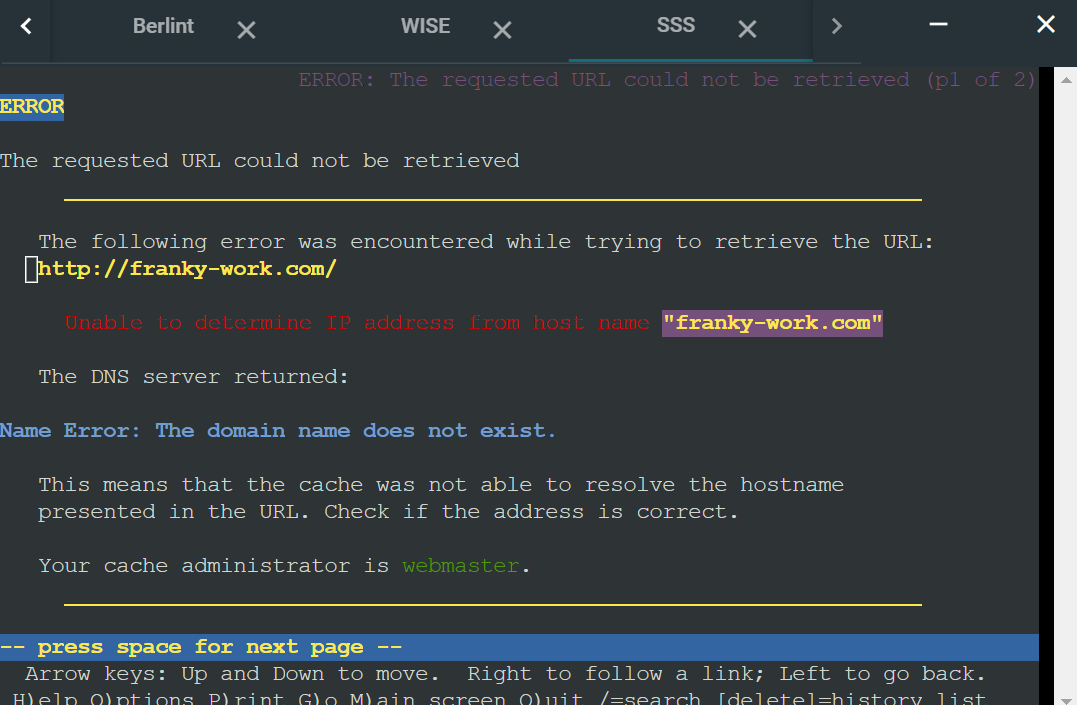 Berlint WISE SSS
ERROR: The requested URL could not be retrieved (p1 of 2)
ERROR
The requested URL could not be retrieved
The following error was encountered while trying to retrieve the URL:
http://franky-work.com/
Unable to determine IP address from host name "franky-work.com"
The DNS server returned:
Name Error: The domain name does not exist.
This means that the cache was not able to resolve the hostname
presented in the URL. Check if the address is correct.
Your cache administrator is webmaster.
-- press space for next page --
Arrow keys: Up and Down to move. Right to follow a link; Left to go back.
H)elp O)ptions P)rint G)o M)ain screen Q)uit /=search [delete]=history list